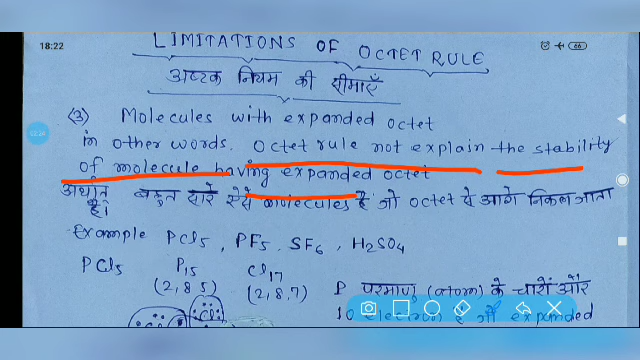 18:22
66
LIMITATIONS OF OCTET RULE
अष्टक नियम की सीमाएँ
(3) Molecules with expanded octet
in other words. Octet rule not explain the stability
of molecule having expanded octet
अर्थात् बहुत सारे ऐसे molecules हैं जो octet से आगे निकल जाता
है।
Example PCl5, PF5, SF6, H2SO4
PCl5 P15 Cl17
(2,8 5) (2,8,7) P परमाणु (atom) के चारों और
10 electron है जो expanded